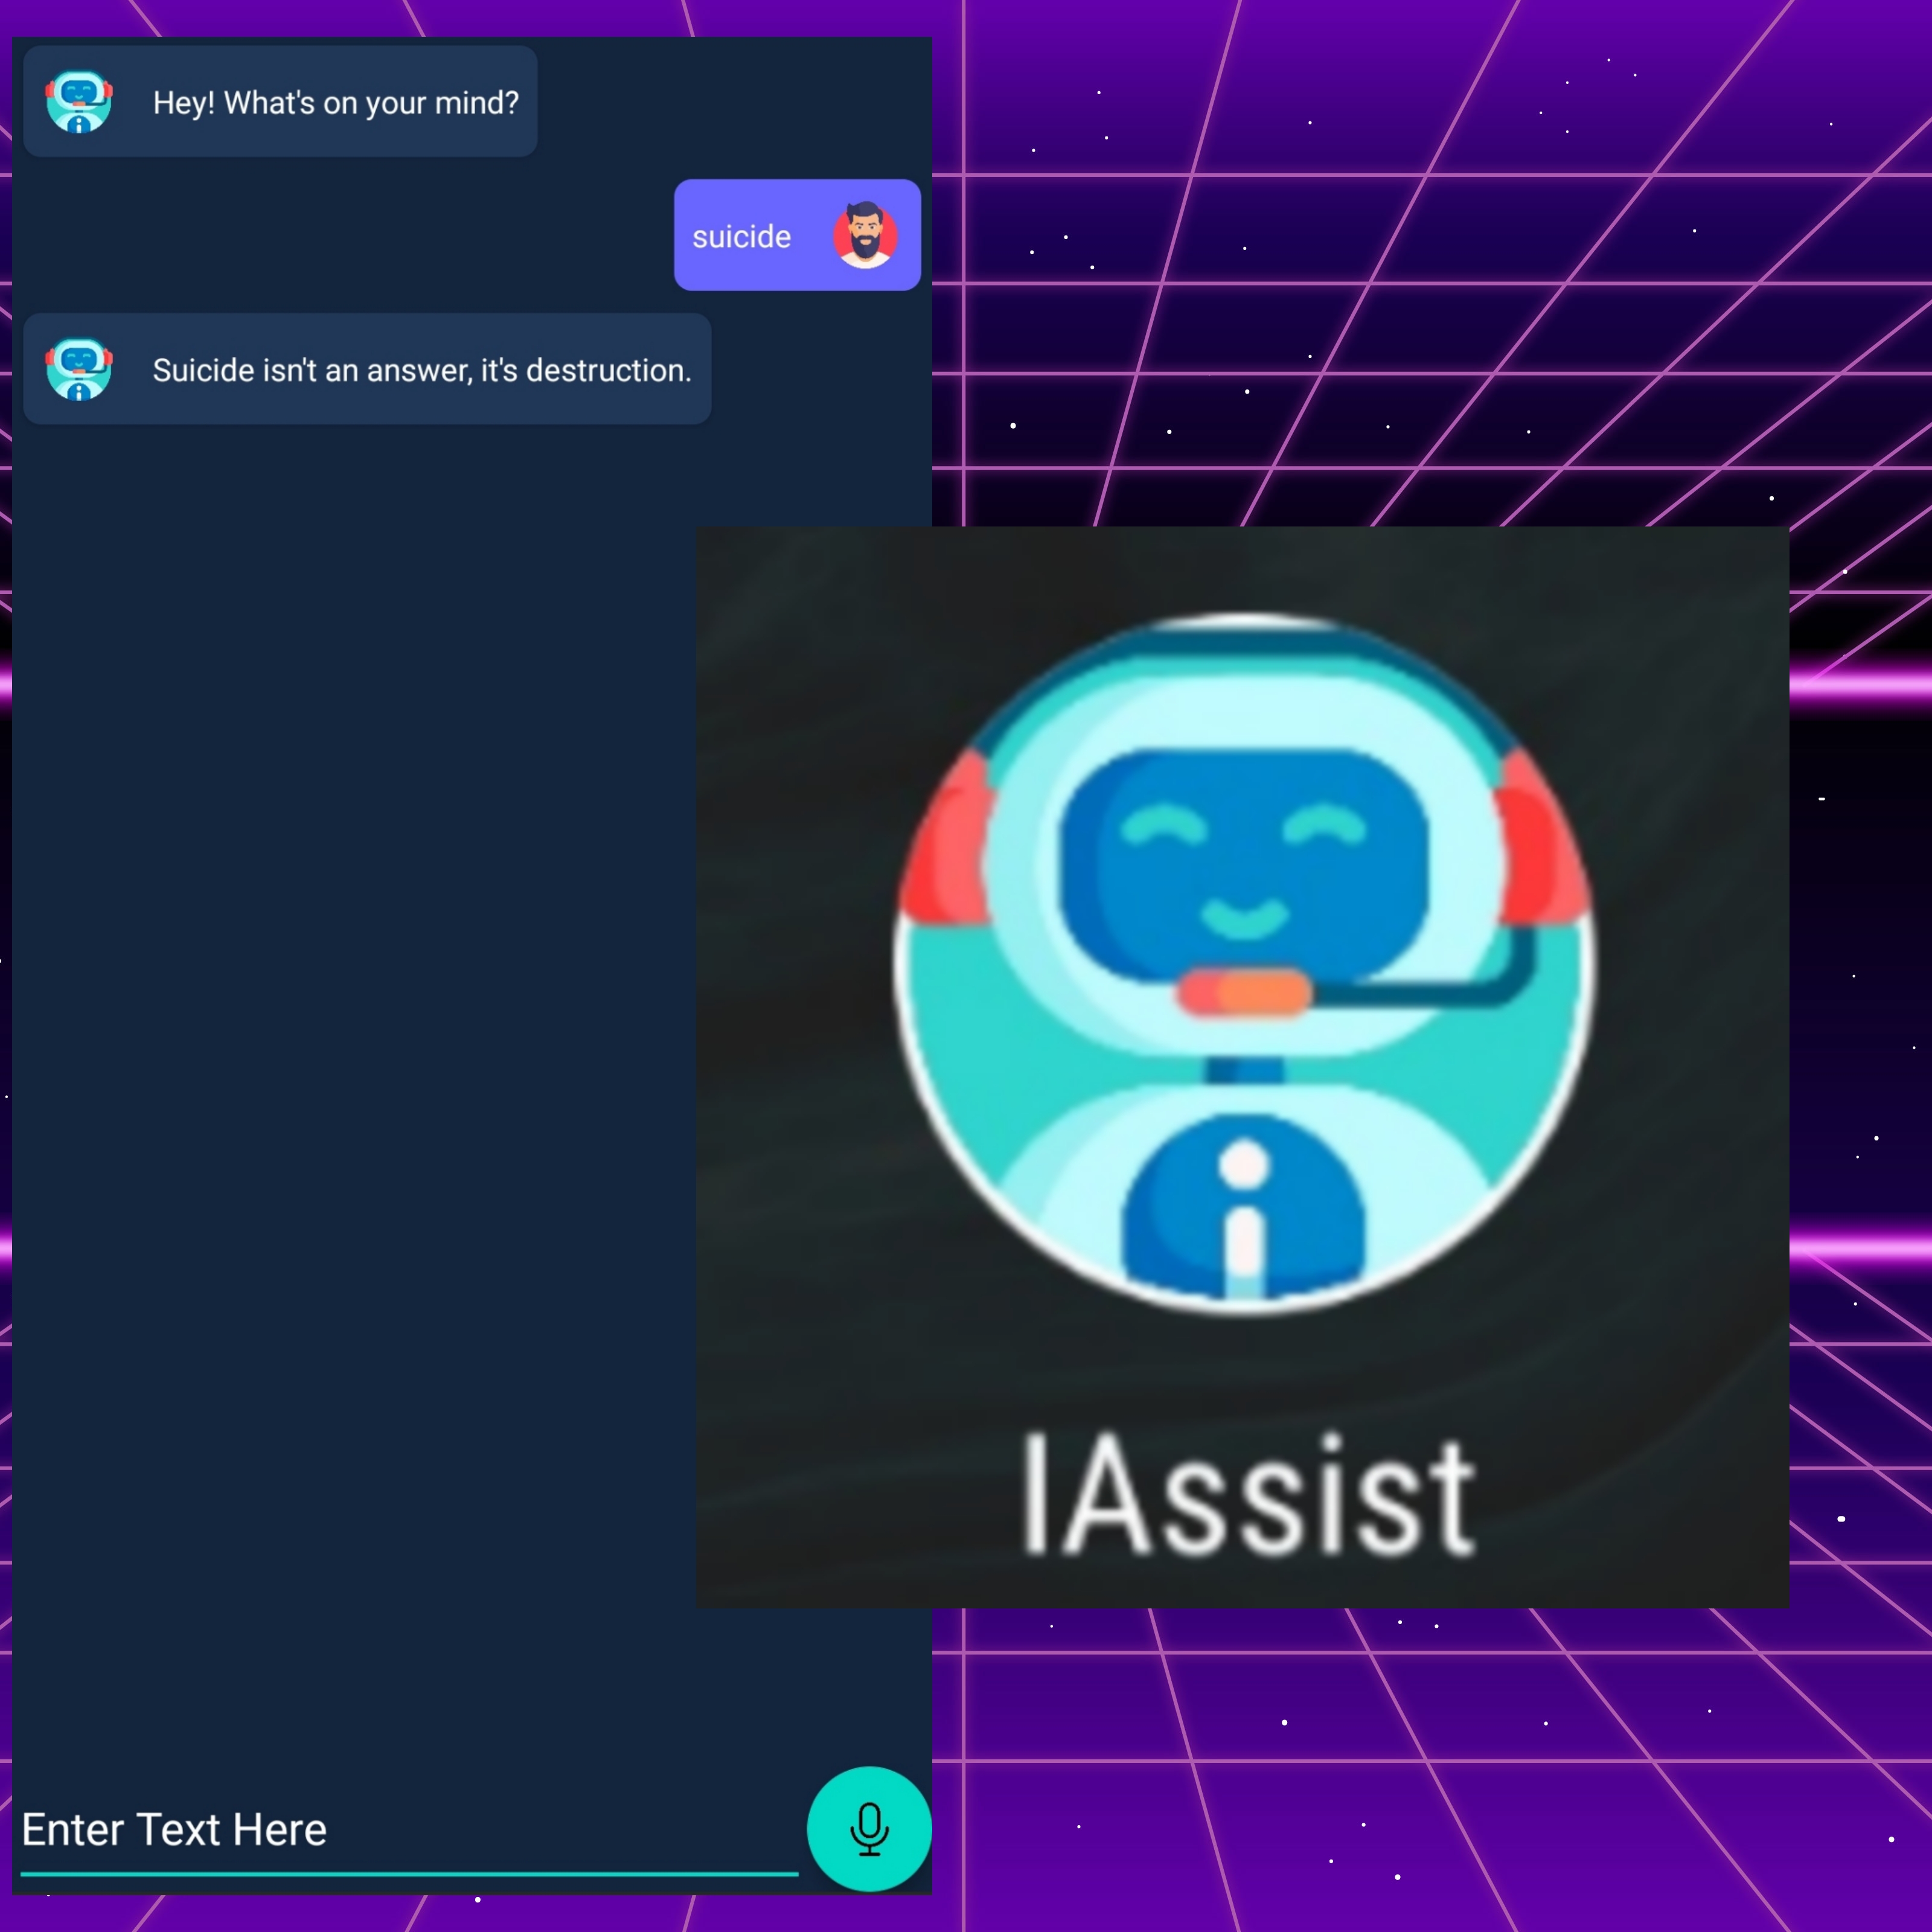 Hey! What's on your mind?
suicide
Suicide isn't an answer, it's destruction.
IAssist
Enter Text Here